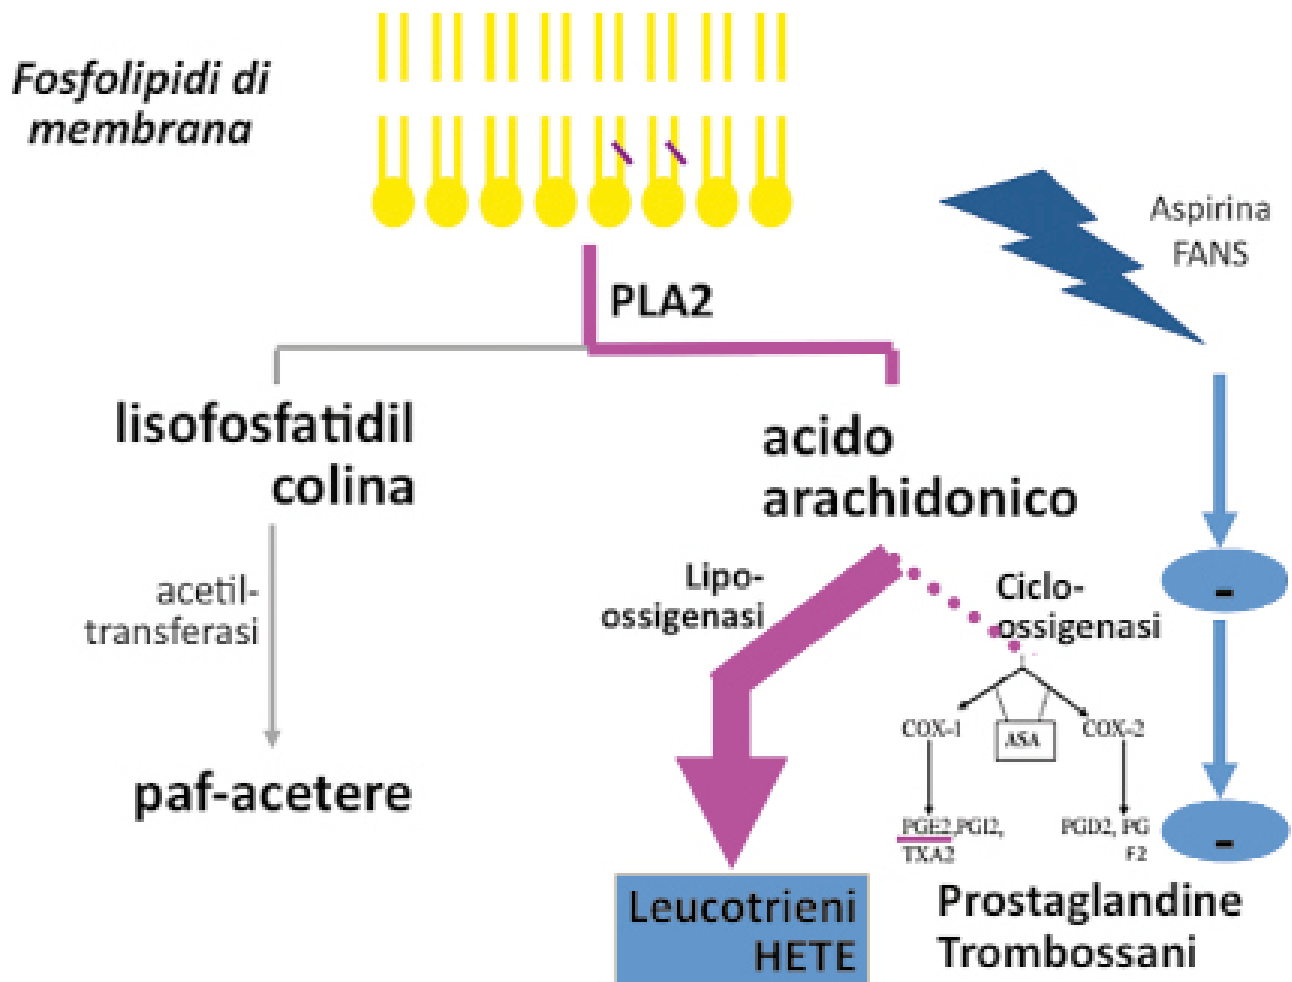 Fosfolipidi di
membrana
Aspirina
FANS
PLA2
lisofosfatidil
colina
acido
arachidonico
acetil-
transferasi
Lipo-
ossigenasi
Ciclo-
ossigenasi
-
COX-1
ASA
COX-2
paf-acetere
PGE2,PGI2,
TXA2
PGD2, PG
F2
-
Leucotrieni
HETE
Prostaglandine
Trombossani